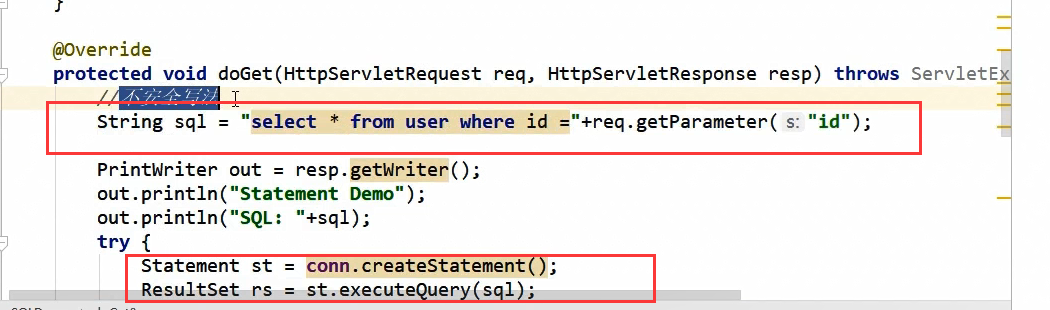 }
@Override
protected void doGet(HttpServletRequest req, HttpServletResponse resp) throws ServletEx
//不安全写法
String sql = "select * from user where id ="+req.getParameter( s: "id");
PrintWriter out = resp.getWriter();
out.println("Statement Demo");
out.println("SQL: "+sql);
try {
Statement st = conn.createStatement();
ResultSet rs = st.executeQuery(sql);